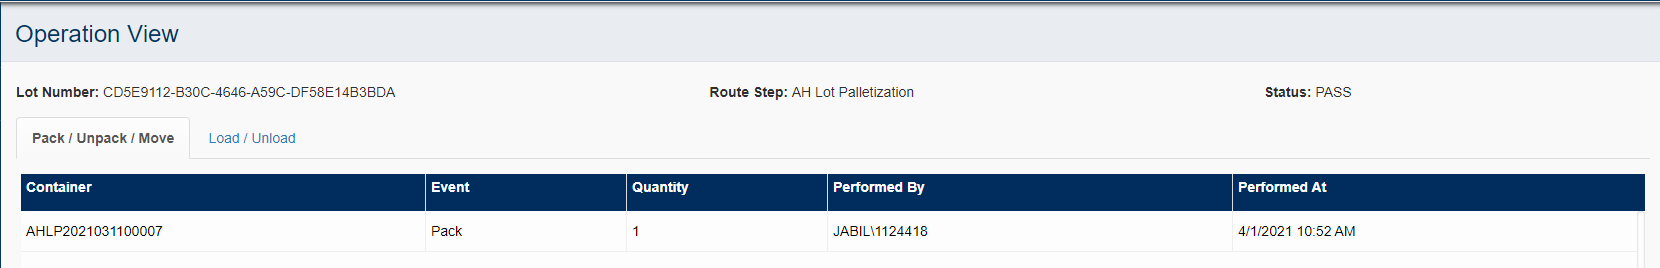 Operation View
Lot Number: CD5E9112-B30C-4646-A59C-DF58E14B3BDA Route Step: AH Lot Palletization Status: PASS
Pack / Unpack / Move Load / Unload
Container Event Quantity Performed By Performed At
AHLP2021031100007 Pack 1 JABIL\1124418 4/1/2021 10:52 AM